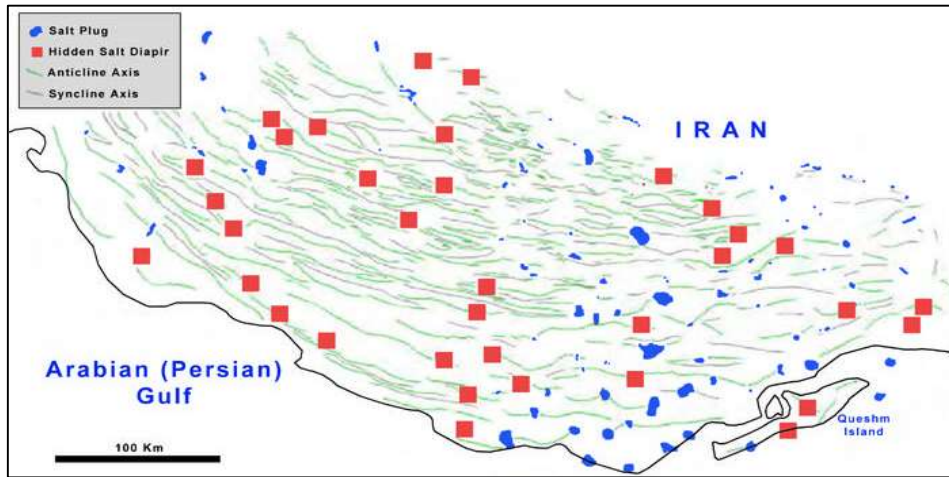 Salt Plug
Hidden Salt Diapir
Anticline Axis
Syncline Axis
IRAN
Arabian (Persian)
Gulf
Queshm
Island
100 Km